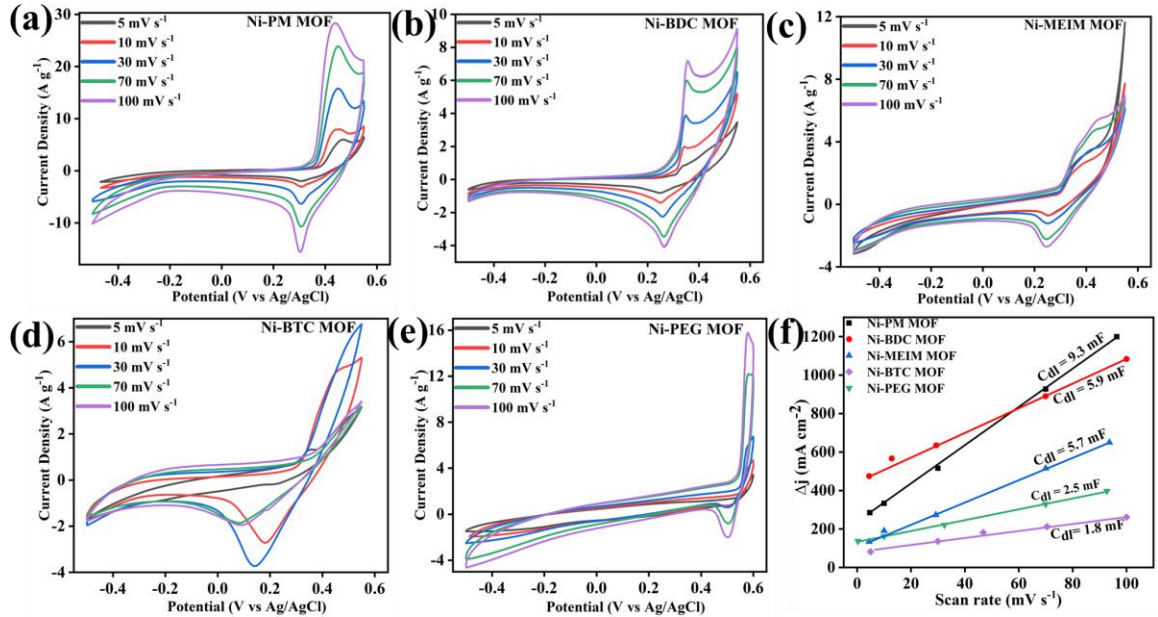 (a)
Ni-PM MOF
5 mV s⁻¹
10 mV s⁻¹
30 mV s⁻¹
70 mV s⁻¹
100 mV s⁻¹
30
20
10
0
-10
Current Density (A g⁻¹)
-0.4 -0.2 0.0 0.2 0.4 0.6
Potential (V vs Ag/AgCl)
(b)
Ni-BDC MOF
5 mV s⁻¹
10 mV s⁻¹
30 mV s⁻¹
70 mV s⁻¹
100 mV s⁻¹
10
8
6
4
2
0
-2
-4
Current Density (A g⁻¹)
-0.4 -0.2 0.0 0.2 0.4 0.6
Potential (V vs Ag/AgCl)
(c)
Ni-MEIM MOF
5 mV s⁻¹
10 mV s⁻¹
30 mV s⁻¹
70 mV s⁻¹
100 mV s⁻¹
12
8
4
0
-4
Current Density (A g⁻¹)
-0.4 -0.2 0.0 0.2 0.4 0.6
Potential (V vs Ag/AgCl)
(d)
Ni-BTC MOF
5 mV s⁻¹
10 mV s⁻¹
30 mV s⁻¹
70 mV s⁻¹
100 mV s⁻¹
6
4
2
0
-2
-4
Current Density (A g⁻¹)
-0.4 -0.2 0.0 0.2 0.4 0.6
Potential (V vs Ag/AgCl)
(e)
Ni-PEG MOF
5 mV s⁻¹
10 mV s⁻¹
30 mV s⁻¹
70 mV s⁻¹
100 mV s⁻¹
16
12
8
4
0
-4
Current Density (A g⁻¹)
-0.4 -0.2 0.0 0.2 0.4 0.6
Potential (V vs Ag/AgCl)
(f)
Ni-PM MOF
Ni-BDC MOF
Ni-MEIM MOF
Ni-BTC MOF
Ni-PEG MOF
Cdl = 9.3 mF
Cdl = 5.9 mF
Cdl = 5.7 mF
Cdl = 2.5 mF
Cdl = 1.8 mF
1200
1000
800
600
400
200
0
Δj (mA cm⁻²)
0 20 40 60 80 100
Scan rate (mV s⁻¹)